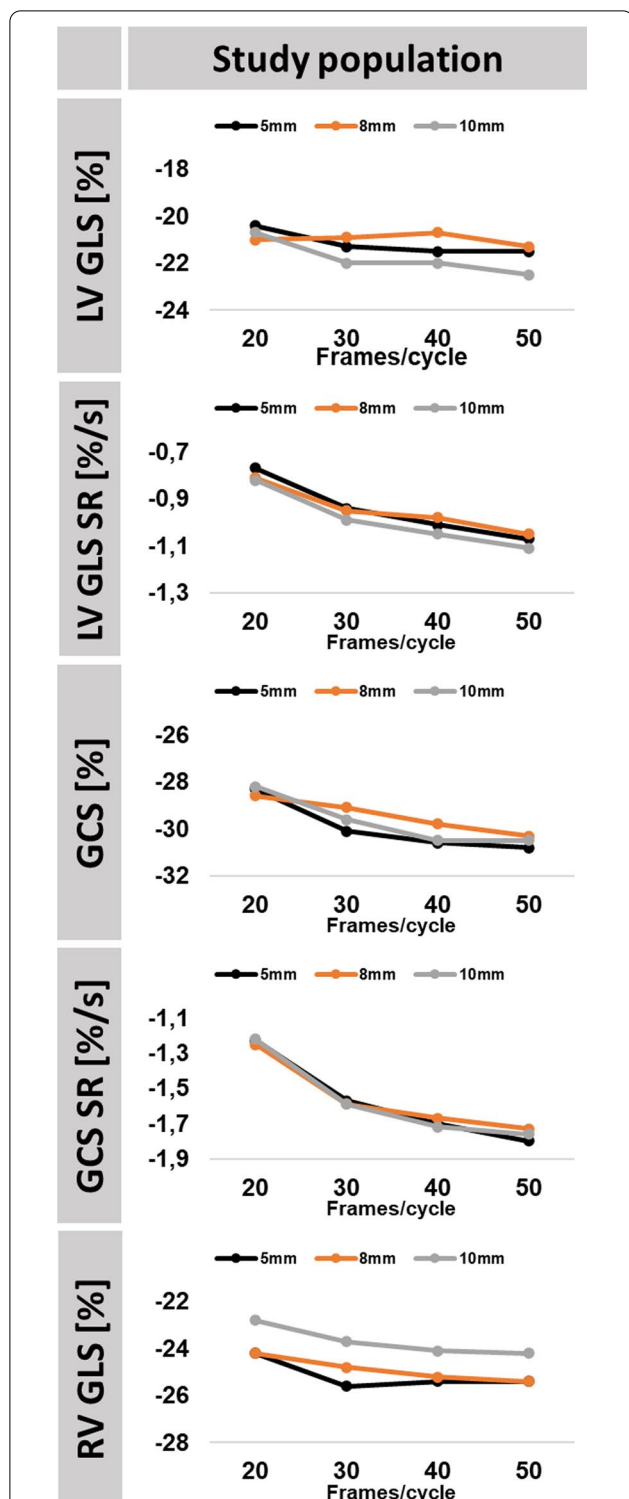 Study population
LV GLS [%]
5mm 8mm 10mm
-18
-20
-22
-24
20 30 40 50
Frames/cycle
LV GLS SR [%/s]
5mm 8mm 10mm
-0,7
-0,9
-1,1
-1,3
20 30 40 50
Frames/cycle
GCS [%]
5mm 8mm 10mm
-26
-28
-30
-32
20 30 40 50
Frames/cycle
GCS SR [%/s]
5mm 8mm 10mm
-1,1
-1,3
-1,5
-1,7
-1,9
20 30 40 50
Frames/cycle
RV GLS [%]
5mm 8mm 10mm
-22
-24
-26
-28
20 30 40 50
Frames/cycle